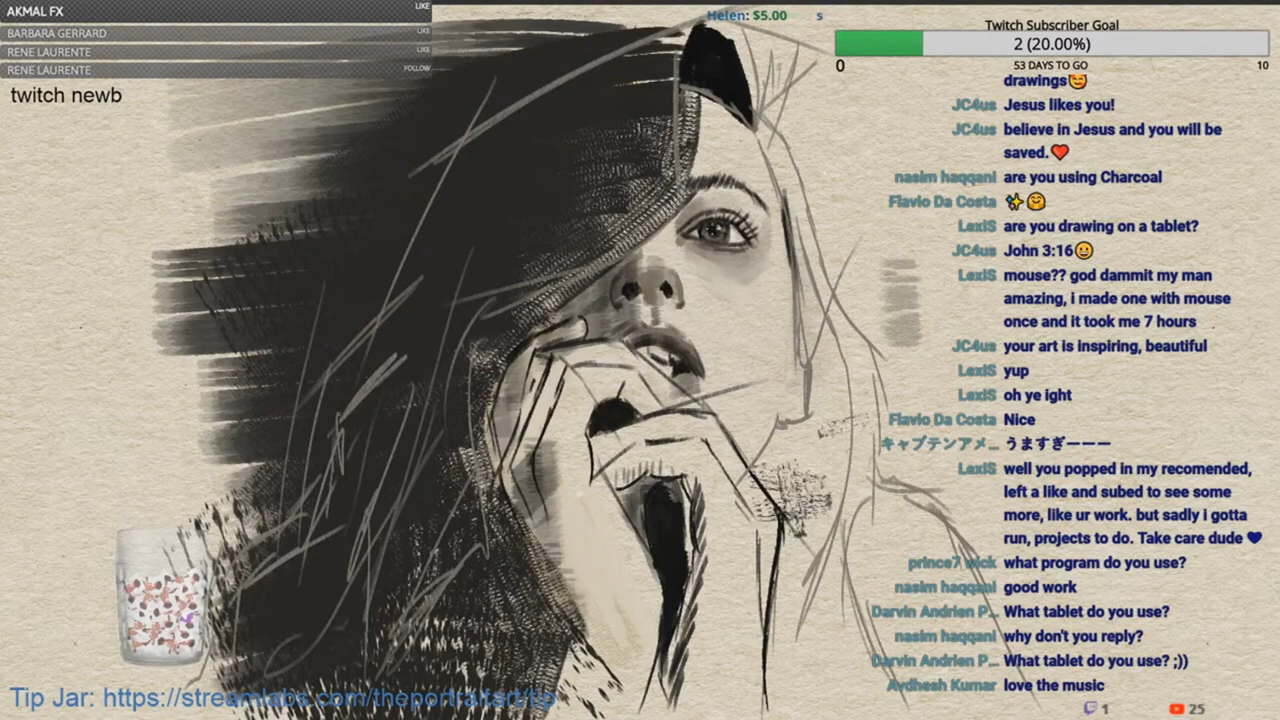 AKMAL FX LIKE
BARBARA GERRARD LIKE
RENE LAURENTE LIKE
RENE LAURENTE FOLLOW
twitch newb
Helen: $5.00 s
Twitch Subscriber Goal
2 (20.00%)
0 53 DAYS TO GO 10
drawings🥰
JC4us Jesus likes you!
JC4us believe in Jesus and you will be
saved.❤️
nasim haqqani are you using Charcoal
Flavio Da Costa ✨🤗
LexIS are you drawing on a tablet?
JC4us John 3:16😀
LexIS mouse?? god dammit my man
amazing, i made one with mouse
once and it took me 7 hours
JC4us your art is inspiring, beautiful
LexIS yup
LexIS oh ye ight
Flavio Da Costa Nice
キャプテンアメ... うますぎーーー
LexIS well you popped in my recomended,
left a like and subed to see some
more, like ur work. but sadly i gotta
run, projects to do. Take care dude 💙
prince7 wick what program do you use?
nasim haqqani good work
Darvin Andrien P... What tablet do you use?
nasim haqqani why don't you reply?
Darvin Andrien P... What tablet do you use? ;))
Avdhesh Kumar love the music
Tip Jar: https://streamlabs.com/theportraitart/tip
1 25